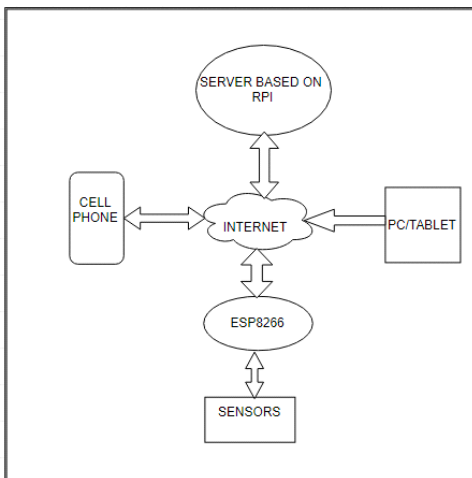 SERVER BASED ON
RPI
CELL
PHONE
INTERNET
PC/TABLET
ESP8266
SENSORS